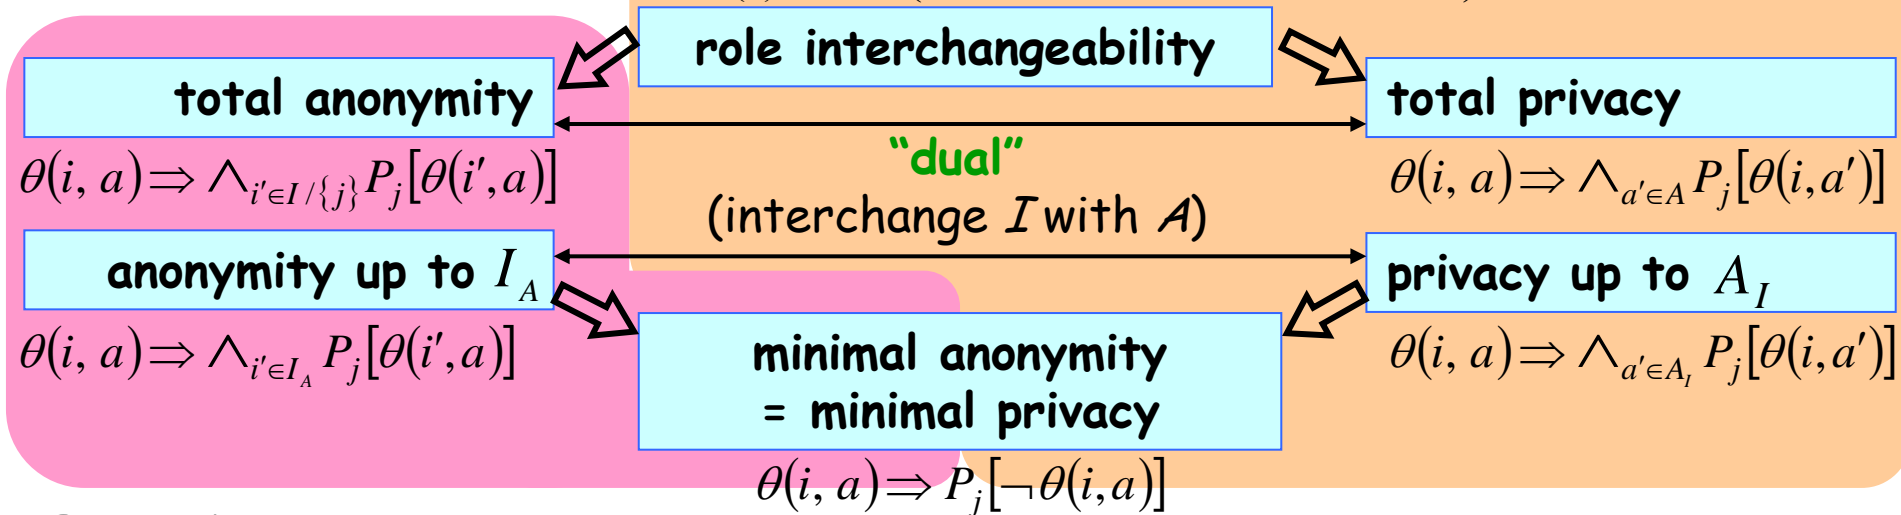 role interchangeability
total anonymity
total privacy
θ(i, a) ⇒ ∧_{i′∈I/{j}} P_j[θ(i′,a)]
“dual”
θ(i, a) ⇒ ∧_{a′∈A} P_j[θ(i,a′)]
(interchange I with A)
anonymity up to I_A
privacy up to A_I
θ(i, a) ⇒ ∧_{i′∈I_A} P_j[θ(i′,a)]
θ(i, a) ⇒ ∧_{a′∈A_I} P_j[θ(i,a′)]
minimal anonymity
= minimal privacy
θ(i, a) ⇒ P_j[¬θ(i,a)]